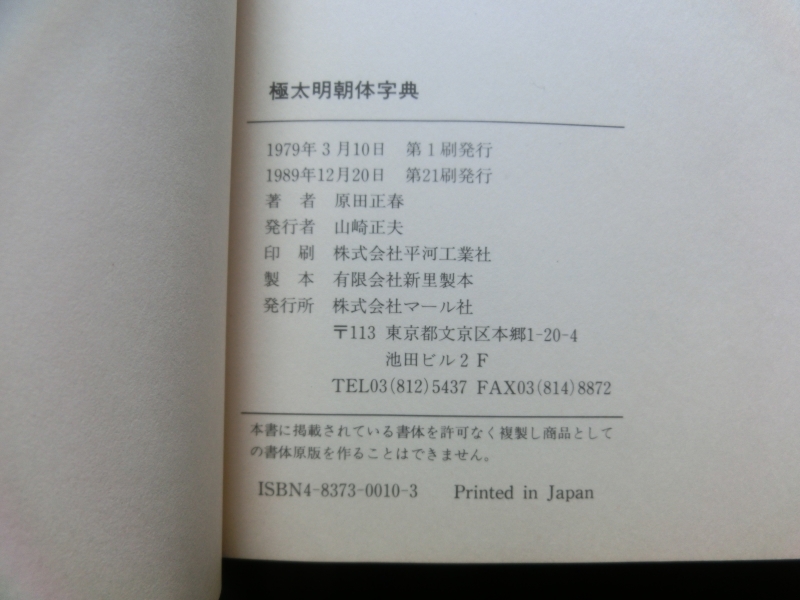 極太明朝体字典
1979年3月10日　第1刷発行
1989年12月20日　第21刷発行
著　者　原田正春
発行者　山崎正夫
印　刷　株式会社平河工業社
製　本　有限会社新里製本
発行所　株式会社マール社
〒113 東京都文京区本郷1-20-4
池田ビル2F
TEL03(812)5437 FAX03(814)8872
本書に掲載されている書体を許可なく複製し商品として
の書体原版を作ることはできません。
ISBN4-8373-0010-3　Printed in Japan